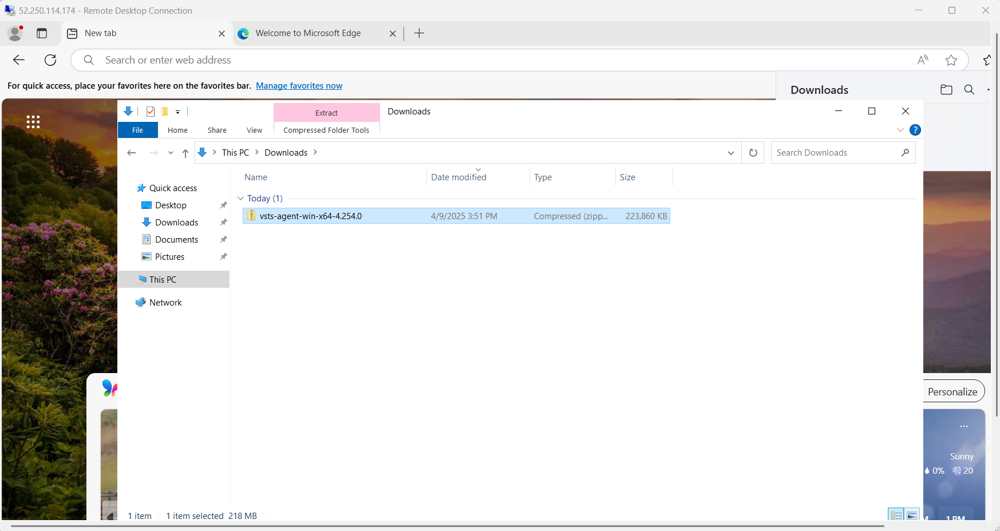 52.250.114.174 - Remote Desktop Connection
New tab
Welcome to Microsoft Edge
Search or enter web address
For quick access, place your favorites here on the favorites bar. Manage favorites now
Downloads
Extract
Downloads
File
Home
Share
View
Compressed Folder Tools
This PC
Downloads
Search Downloads
Name
Date modified
Type
Size
Quick access
Desktop
Downloads
Documents
Pictures
This PC
Network
Today (1)
vsts-agent-win-x64-4.254.0
4/9/2025 3:51 PM
Compressed (zipp...
223,860 KB
Personalize
Sunny
0%
20
1 PM
1 item
1 item selected 218 MB